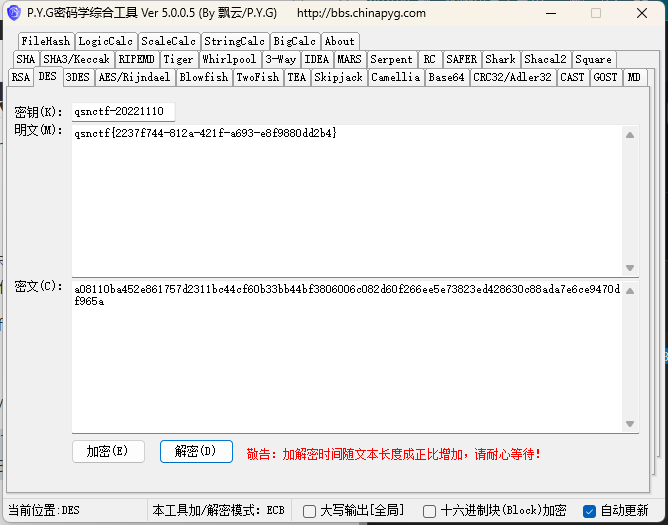 P.Y.G密码学综合工具 Ver 5.0.0.5 (By 飘云/P.Y.G) http://bbs.chinapyg.com
FileHash LogicCalc ScaleCalc StringCalc BigCalc About
SHA SHA3/Keccak RIPEMD Tiger Whirlpool 3-Way IDEA MARS Serpent RC SAFER Shark Shacal2 Square
RSA DES 3DES AES/Rijndael Blowfish TwoFish TEA Skipjack Camellia Base64 CRC32/Adler32 CAST GOST MD
密钥(K): qsnctf-20221110
明文(M): qsnctf{2237f744-812a-421f-a693-e8f9880dd2b4}
密文(C): a08110ba452e861757d2311bc44cf60b33bb44bf3806006c082d60f266ee5e73823ed428630c88ada7e6ce9470d
f965a
加密(E) 解密(D) 敬告: 加解密时间随文本长度成正比增加, 请耐心等待!
当前位置:DES 本工具加/解密模式: ECB 大写输出[全局] 十六进制块(Block)加密 自动更新